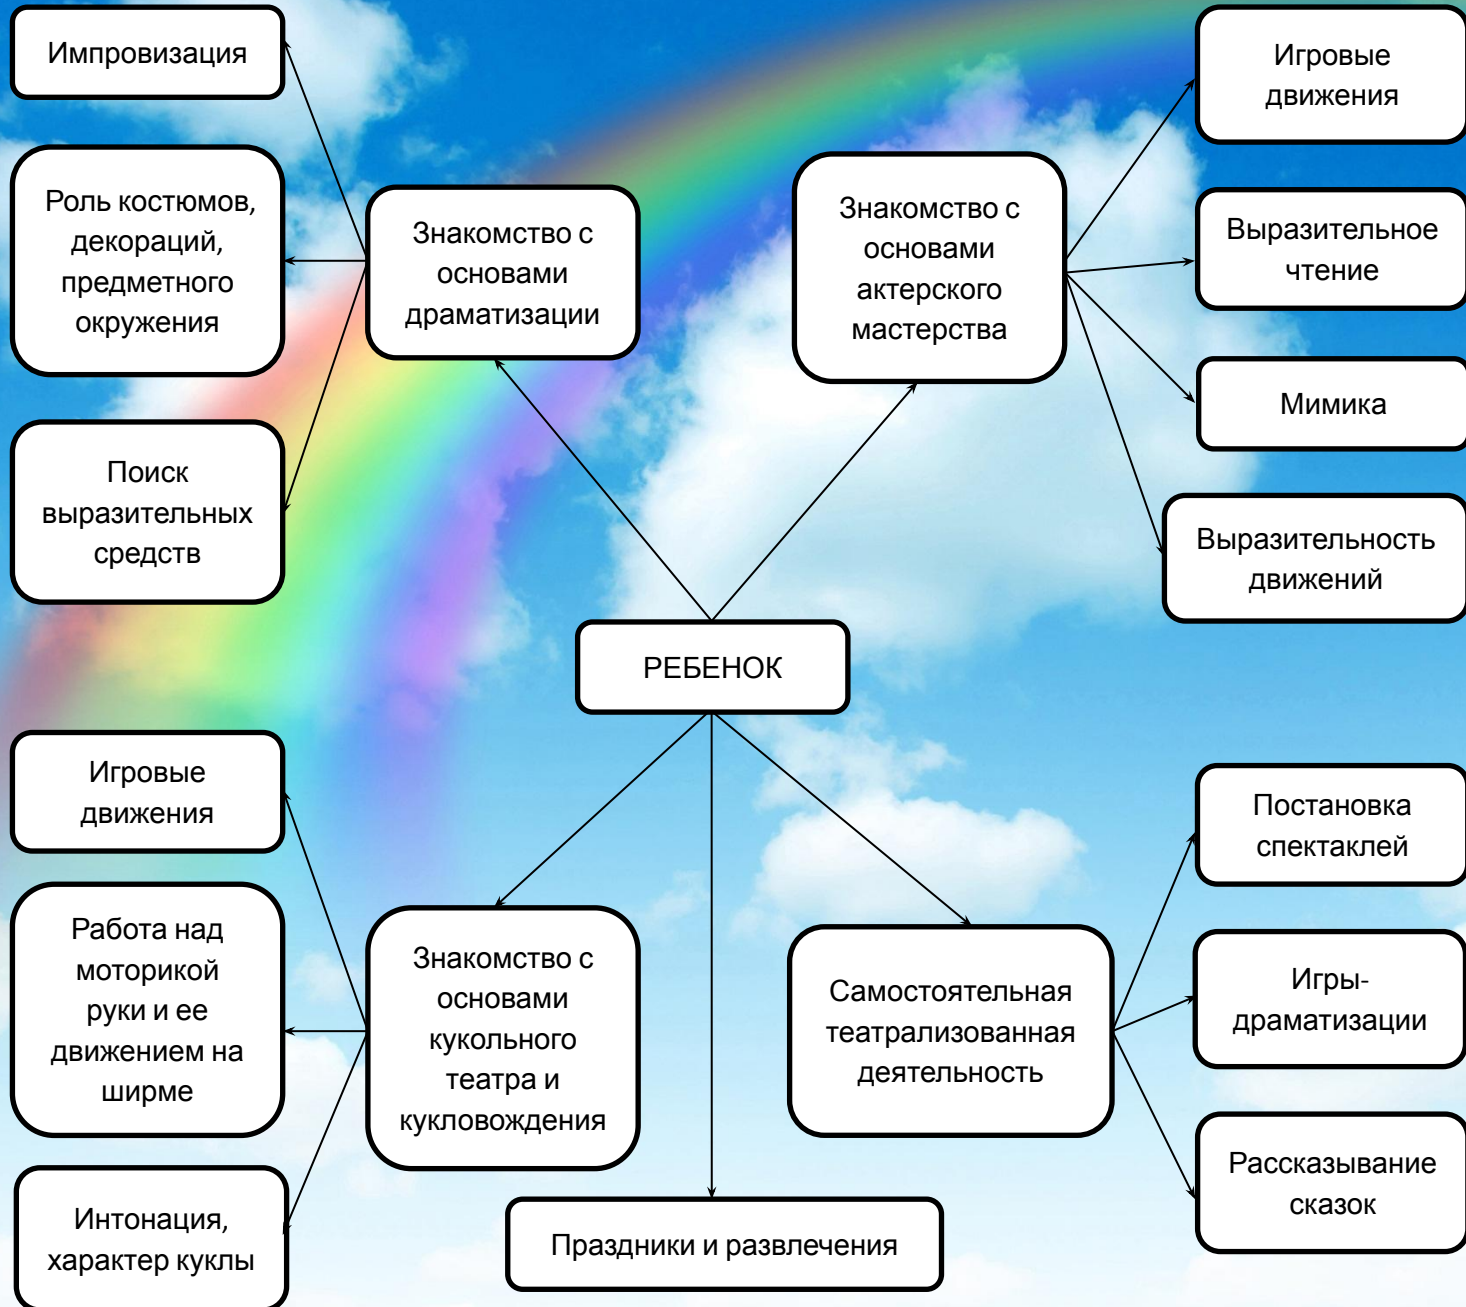 Импровизация
Роль костюмов,
декораций,
предметного
окружения
Поиск
выразительных
средств
Знакомство с
основами
драматизации
Знакомство с
основами
актерского
мастерства
Игровые
движения
Выразительное
чтение
Мимика
Выразительность
движений
РЕБЕНОК
Игровые
движения
Работа над
моторикой
руки и ее
движением на
ширме
Интонация,
характер куклы
Знакомство с
основами
кукольного
театра и
кукловождения
Праздники и развлечения
Самостоятельная
театрализованная
деятельность
Постановка
спектаклей
Игры-
драматизации
Рассказывание
сказок